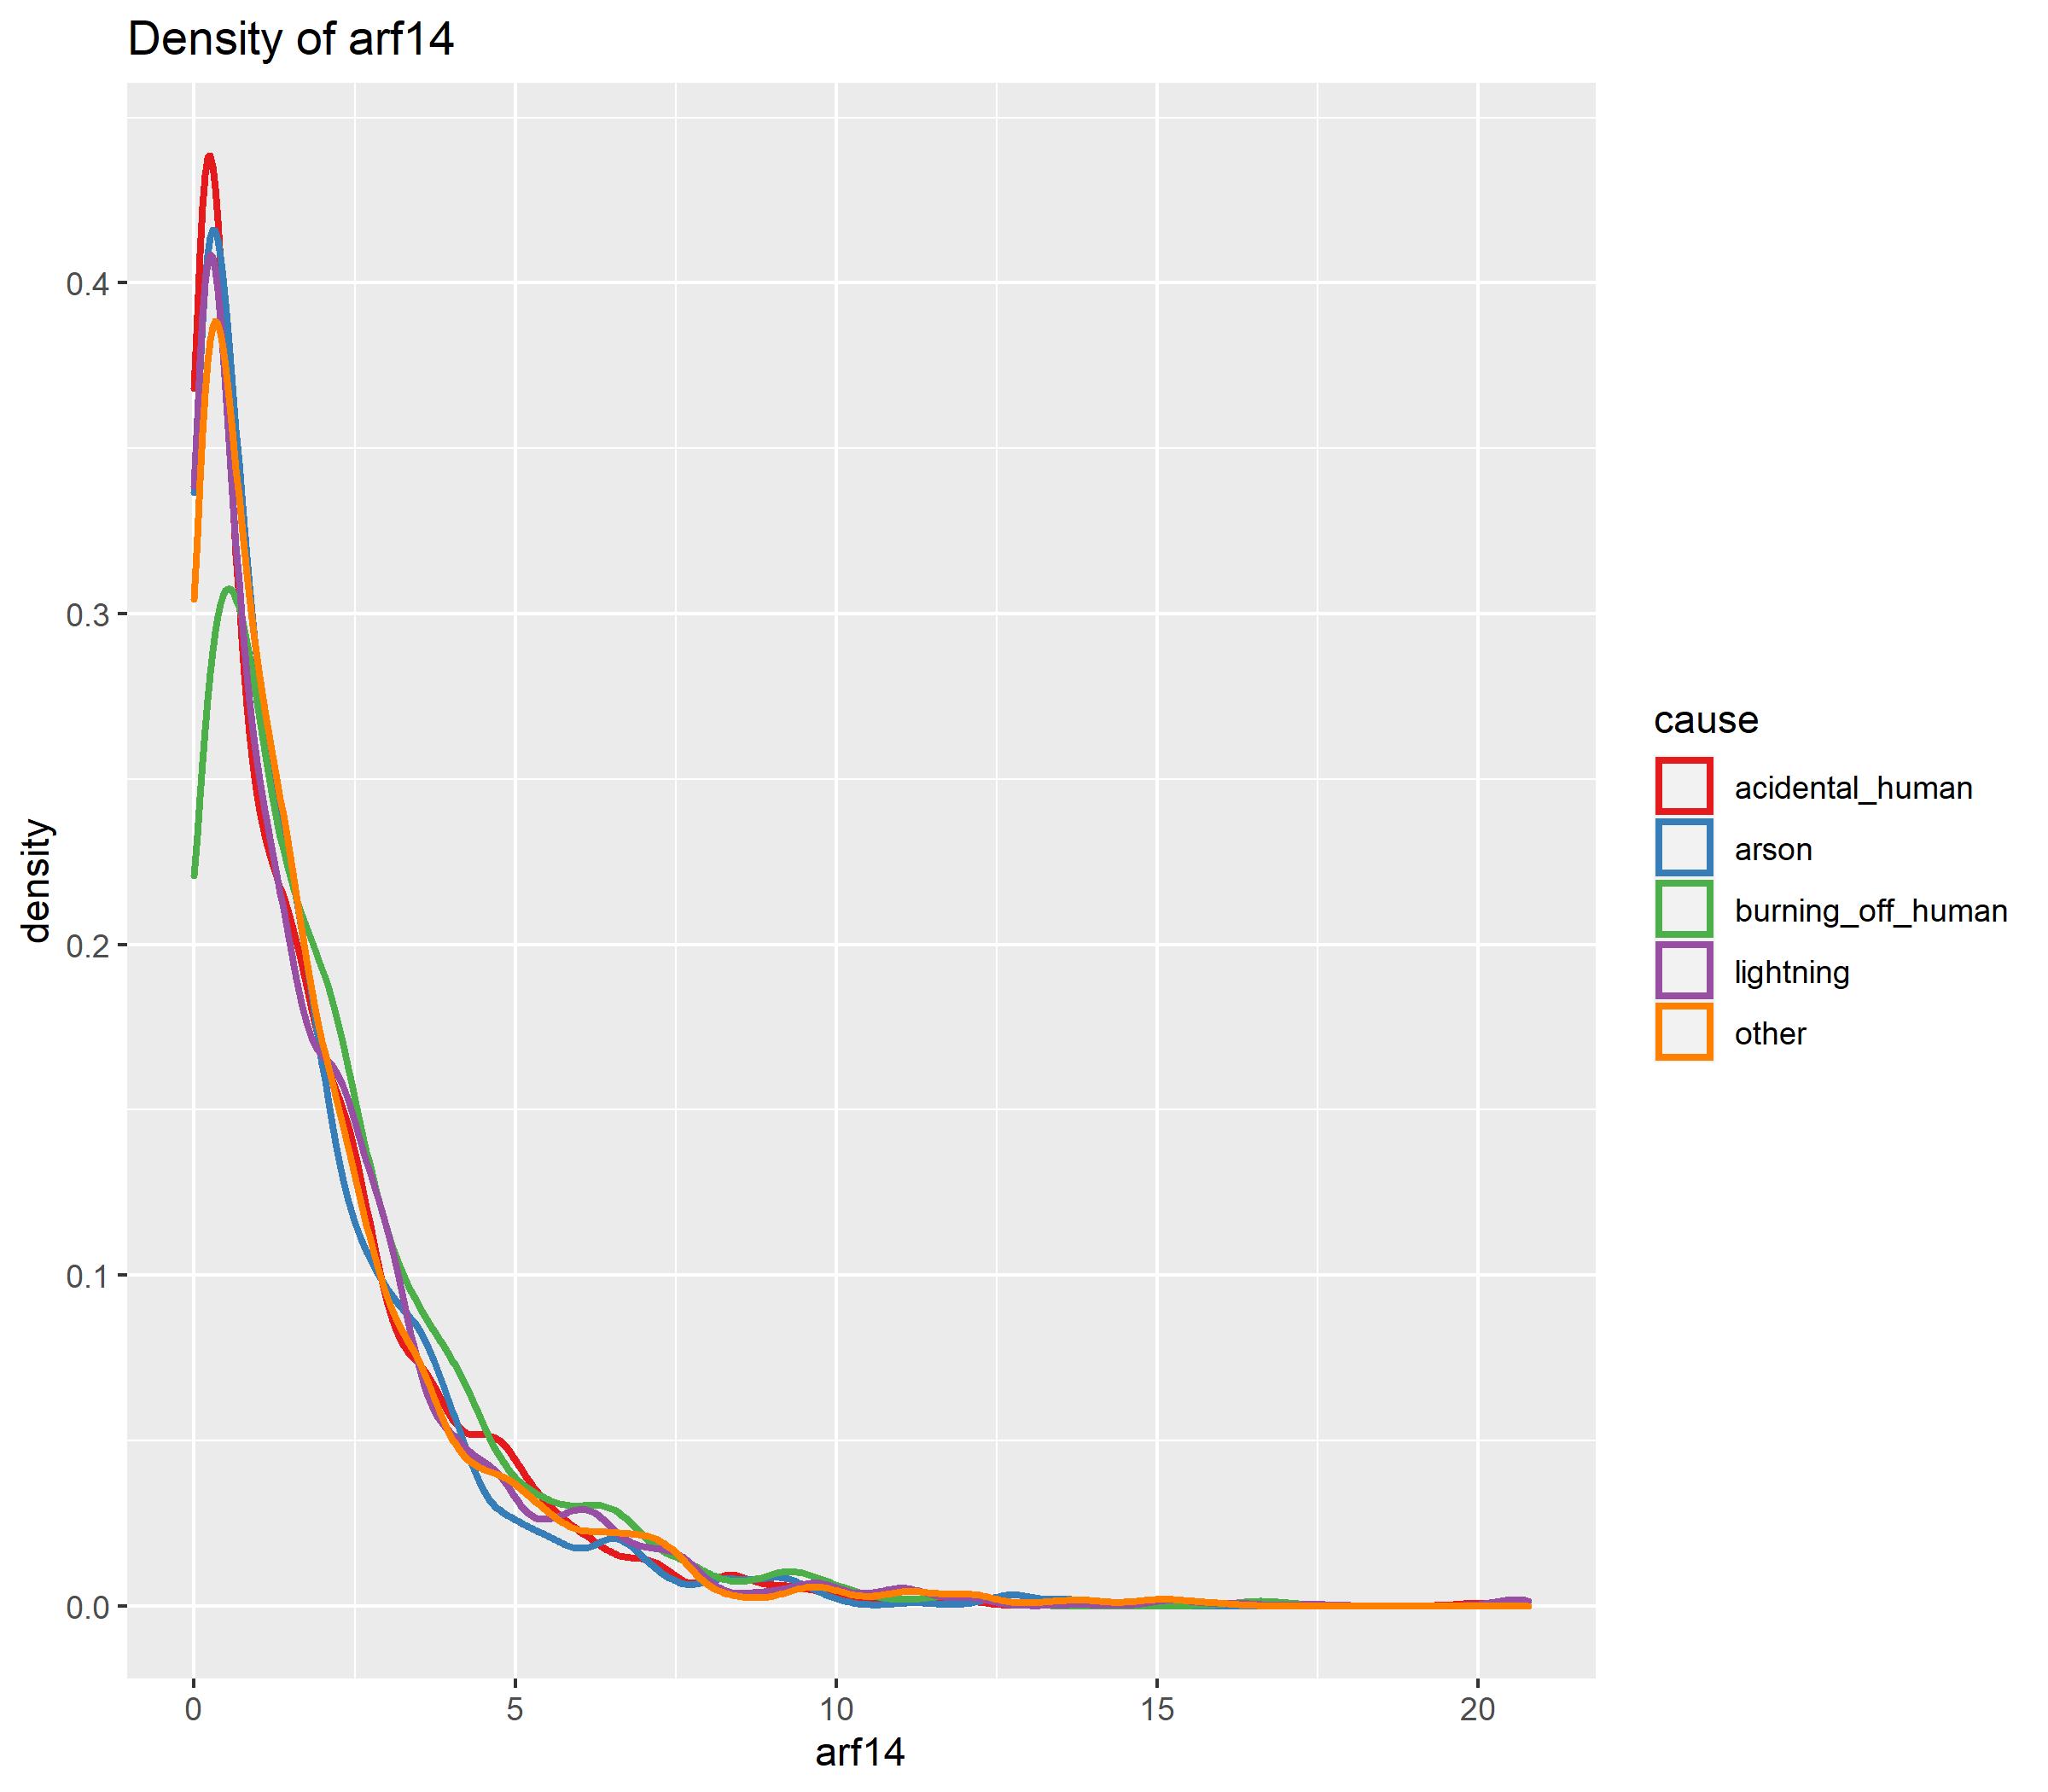 Density of arf14
0.4
0.3
0.2
0.1
0.0
density
0 5 10 15 20
arf14
cause
acidental_human
arson
burning_off_human
lightning
other